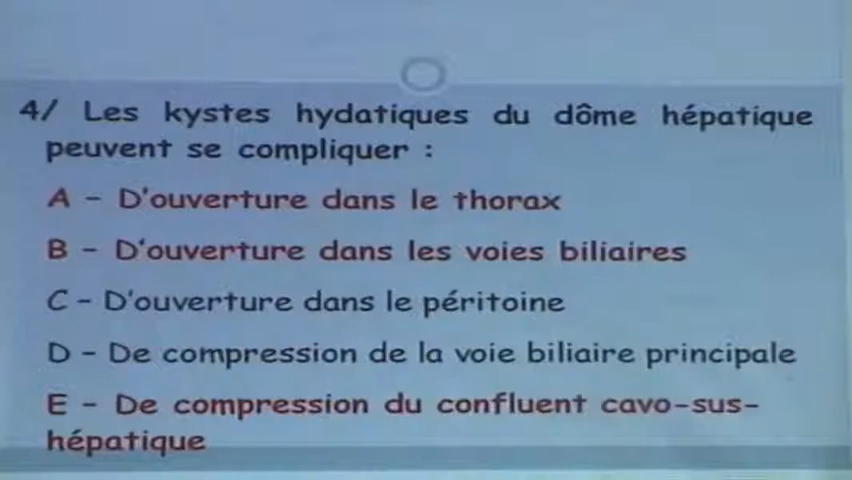 4/ Les kystes hydatiques du dôme hépatique
peuvent se compliquer :
A - D'ouverture dans le thorax
B - D'ouverture dans les voies biliaires
C - D'ouverture dans le péritoine
D - De compression de la voie biliaire principale
E - De compression du confluent cavo-sus-
hépatique